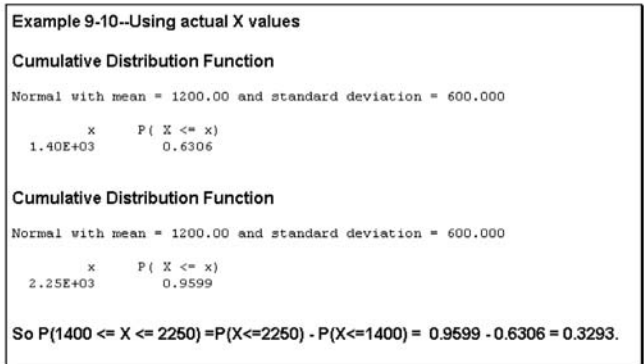 Example 9-10--Using actual X values
Cumulative Distribution Function
Normal with mean = 1200.00 and standard deviation = 600.000
x P( X <= x)
1.40E+03 0.6306
Cumulative Distribution Function
Normal with mean = 1200.00 and standard deviation = 600.000
x P( X <= x)
2.25E+03 0.9599
So P(1400 <= X <= 2250) =P(X<=2250) - P(X<=1400) = 0.9599 - 0.6306 = 0.3293.